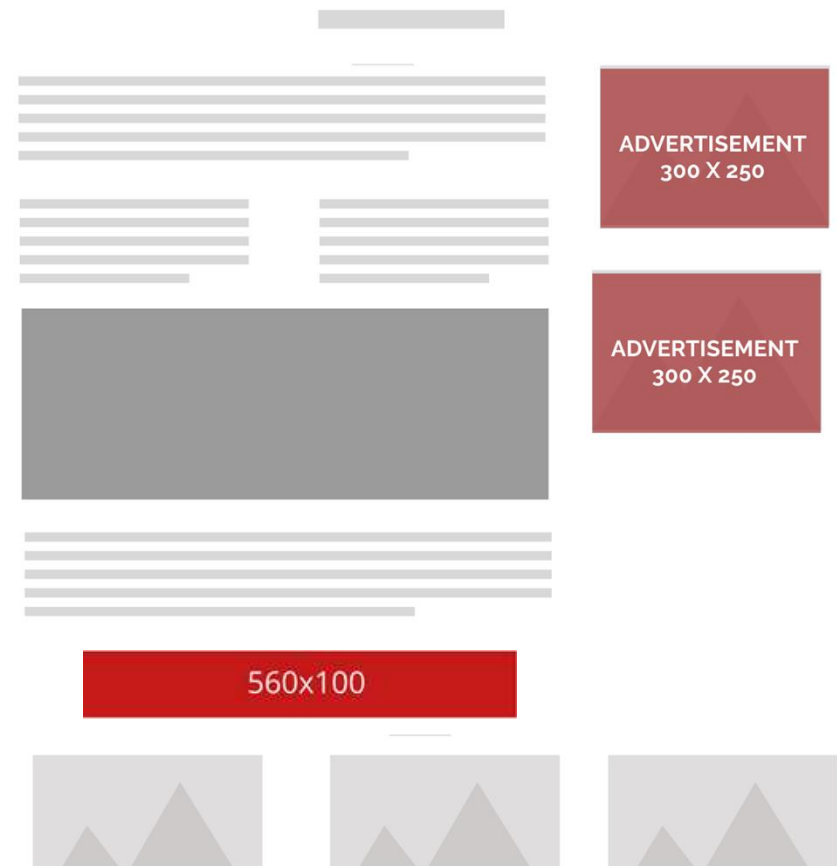 ADVERTISEMENT
300 X 250
ADVERTISEMENT
300 X 250
560x100